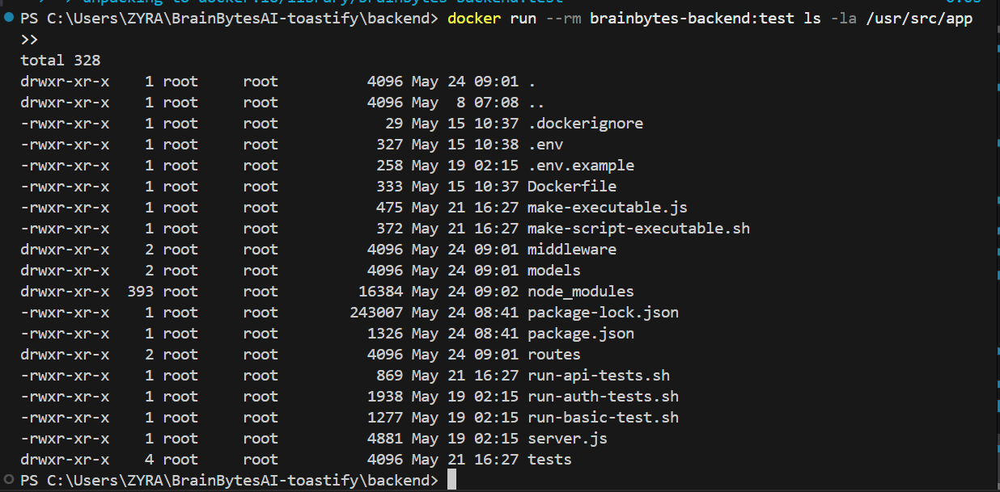 PS C:\Users\ZYRA\BrainBytesAI-toastify\backend> docker run --rm brainbytes-backend:test ls -la /usr/src/app
>>
total 328
drwxr-xr-x    1 root     root          4096 May 24 09:01 .
drwxr-xr-x    1 root     root          4096 May  8 07:08 ..
-rwxr-xr-x    1 root     root            29 May 15 10:37 .dockerignore
-rwxr-xr-x    1 root     root           327 May 15 10:38 .env
-rwxr-xr-x    1 root     root           258 May 19 02:15 .env.example
-rwxr-xr-x    1 root     root           333 May 15 10:37 Dockerfile
-rwxr-xr-x    1 root     root           475 May 21 16:27 make-executable.js
-rwxr-xr-x    1 root     root           372 May 21 16:27 make-script-executable.sh
drwxr-xr-x    2 root     root          4096 May 24 09:01 middleware
drwxr-xr-x    2 root     root          4096 May 24 09:01 models
drwxr-xr-x  393 root     root         16384 May 24 09:02 node_modules
-rwxr-xr-x    1 root     root        243007 May 24 08:41 package-lock.json
-rwxr-xr-x    1 root     root          1326 May 24 08:41 package.json
drwxr-xr-x    2 root     root          4096 May 24 09:01 routes
-rwxr-xr-x    1 root     root           869 May 21 16:27 run-api-tests.sh
-rwxr-xr-x    1 root     root          1938 May 19 02:15 run-auth-tests.sh
-rwxr-xr-x    1 root     root          1277 May 19 02:15 run-basic-test.sh
-rwxr-xr-x    1 root     root          4881 May 19 02:15 server.js
drwxr-xr-x    4 root     root          4096 May 21 16:27 tests
PS C:\Users\ZYRA\BrainBytesAI-toastify\backend>